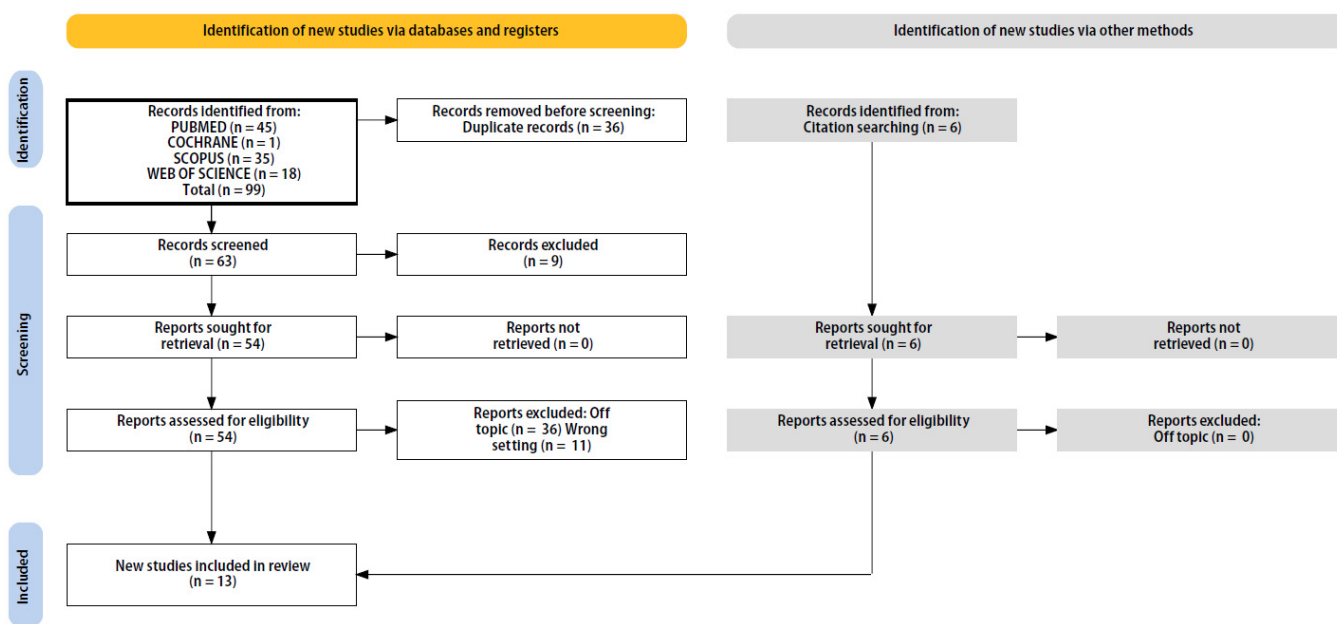 Identification of new studies via databases and registers
Identification of new studies via other methods
Identification
Records identified from:
PUBMED (n = 45)
COCHRANE (n = 1)
SCOPUS (n = 35)
WEB OF SCIENCE (n = 18)
Total (n = 99)
Records removed before screening:
Duplicate records (n = 36)
Records identified from:
Citation searching (n = 6)
Screening
Records screened
(n = 63)
Records excluded
(n = 9)
Reports sought for
retrieval (n = 54)
Reports not
retrieved (n = 0)
Reports sought for
retrieval (n = 6)
Reports not
retrieved (n = 0)
Reports assessed for eligibility
(n = 54)
Reports excluded: Off
topic (n = 36) Wrong
setting (n = 11)
Reports assessed for eligibility
(n = 6)
Reports excluded:
Off topic (n = 0)
Included
New studies included in review
(n = 13)